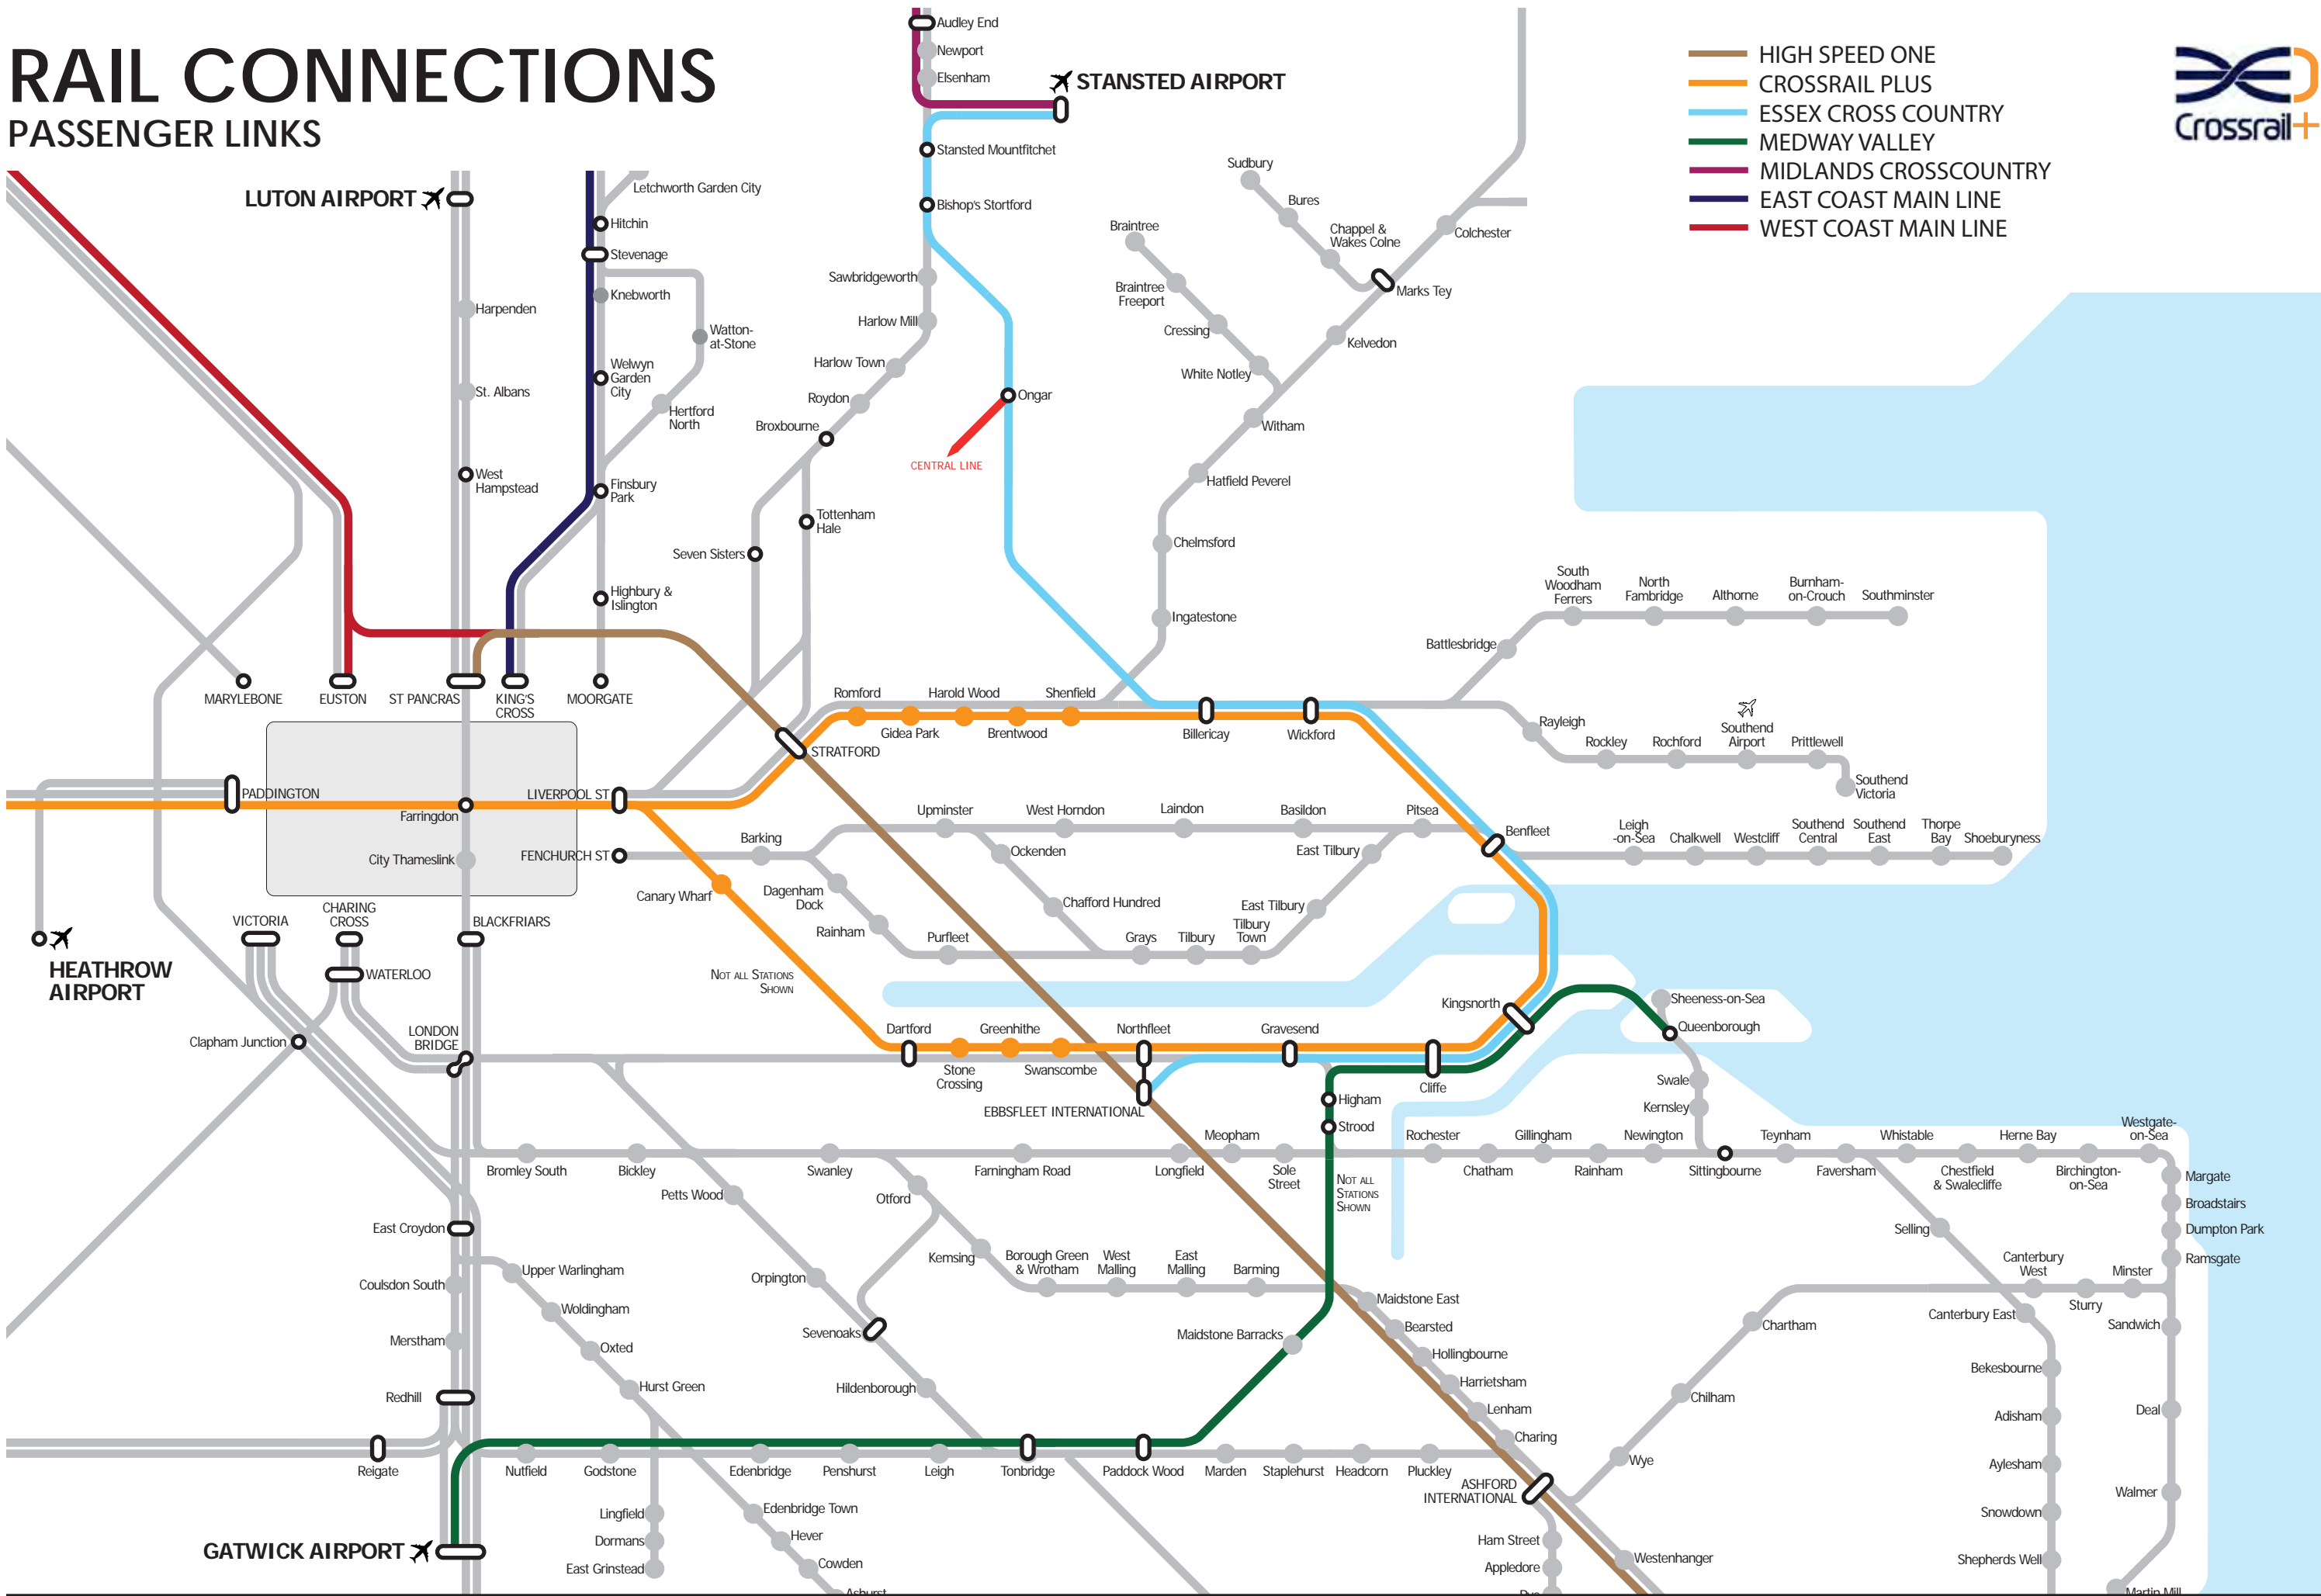 RAIL CONNECTIONS
PASSENGER LINKS
HIGH SPEED ONE
CROSSRAIL PLUS
ESSEX CROSS COUNTRY
MEDWAY VALLEY
MIDLANDS CROSSCOUNTRY
EAST COAST MAIN LINE
WEST COAST MAIN LINE
Crossrail+
Audley End
Newport
Elsenham
STANSTED AIRPORT
Stansted Mountfitchet
Bishop's Stortford
Sawbridgeworth
Harlow Mill
Harlow Town
Roydon
Broxbourne
Tottenham
Hale
Seven Sisters
LUTON AIRPORT
Harpenden
St. Albans
West
Hampstead
Letchworth Garden City
Hitchin
Stevenage
Knebworth
Watton-
at-Stone
Welwyn
Garden
City
Hertford
North
Finsbury
Park
Highbury &
Islington
Ongar
CENTRAL LINE
Sudbury
Bures
Chappel &
Wakes Colne
Colchester
Marks Tey
Braintree
Braintree
Freeport
Cressing
White Notley
Kelvedon
Witham
Hatfield Peverel
Chelmsford
Ingatestone
MARYLEBONE
EUSTON
ST PANCRAS
KING'S
CROSS
MOORGATE
STRATFORD
Romford
Gidea Park
Harold Wood
Brentwood
Shenfield
Billericay
Wickford
Battlesbridge
South
Woodham
Ferrers
North
Fambridge
Althorne
Burnham-
on-Crouch
Southminster
Rayleigh
Rockley
Rochford
Southend
Airport
Prittlewell
Southend
Victoria
PADDINGTON
LIVERPOOL ST
Farringdon
City Thameslink
FENCHURCH ST
Barking
Upminster
West Horndon
Laindon
Basildon
Pitsea
Benfleet
Leigh
-on-Sea
Chalkwell
Westcliff
Southend
Central
Southend
East
Thorpe
Bay
Shoeburyness
Ockenden
Chafford Hundred
East Tilbury
East Tilbury
Dagenham
Dock
Rainham
Purfleet
Grays
Tilbury
Tilbury
Town
Canary Wharf
NOT ALL STATIONS
SHOWN
HEATHROW
AIRPORT
VICTORIA
CHARING
CROSS
BLACKFRIARS
WATERLOO
Clapham Junction
LONDON
BRIDGE
Dartford
Stone
Crossing
Greenhithe
Swanscombe
Northfleet
EBBSFLEET INTERNATIONAL
Gravesend
Cliffe
Kingsnorth
Sheeness-on-Sea
Queenborough
Swale
Kernsley
Higham
Strood
NOT ALL
STATIONS
SHOWN
Bromley South
Bickley
Swanley
Farningham Road
Longfield
Meopham
Sole
Street
Rochester
Chatham
Gillingham
Rainham
Newington
Sittingbourne
Teynham
Faversham
Whistable
Chestfield
& Swalecliffe
Herne Bay
Birchington-
on-Sea
Westgate-
on-Sea
Margate
Broadstairs
Dumpton Park
Ramsgate
Petts Wood
Orpington
Sevenoaks
Hildenborough
Otford
Kemsing
Borough Green
& Wrotham
West
Malling
East
Malling
Barming
Maidstone East
Bearsted
Hollingbourne
Harrietsham
Lenham
Charing
Maidstone Barracks
East Croydon
Coulsdon South
Merstham
Redhill
Reigate
Upper Warlingham
Woldingham
Oxted
Hurst Green
Nutfield
Godstone
Edenbridge
Penshurst
Leigh
Tonbridge
Paddock Wood
Marden
Staplehurst
Headcorn
Pluckley
ASHFORD
INTERNATIONAL
Wye
Chilham
Chartham
Selling
Canterbury
West
Sturry
Minster
Canterbury East
Sandwich
Bekesbourne
Adisham
Aylesham
Snowdown
Shepherds Well
Deal
Walmer
Martin Mill
GATWICK AIRPORT
Lingfield
Dormans
East Grinstead
Edenbridge Town
Hever
Cowden
Ashurst
Ham Street
Appledore
Westenhanger